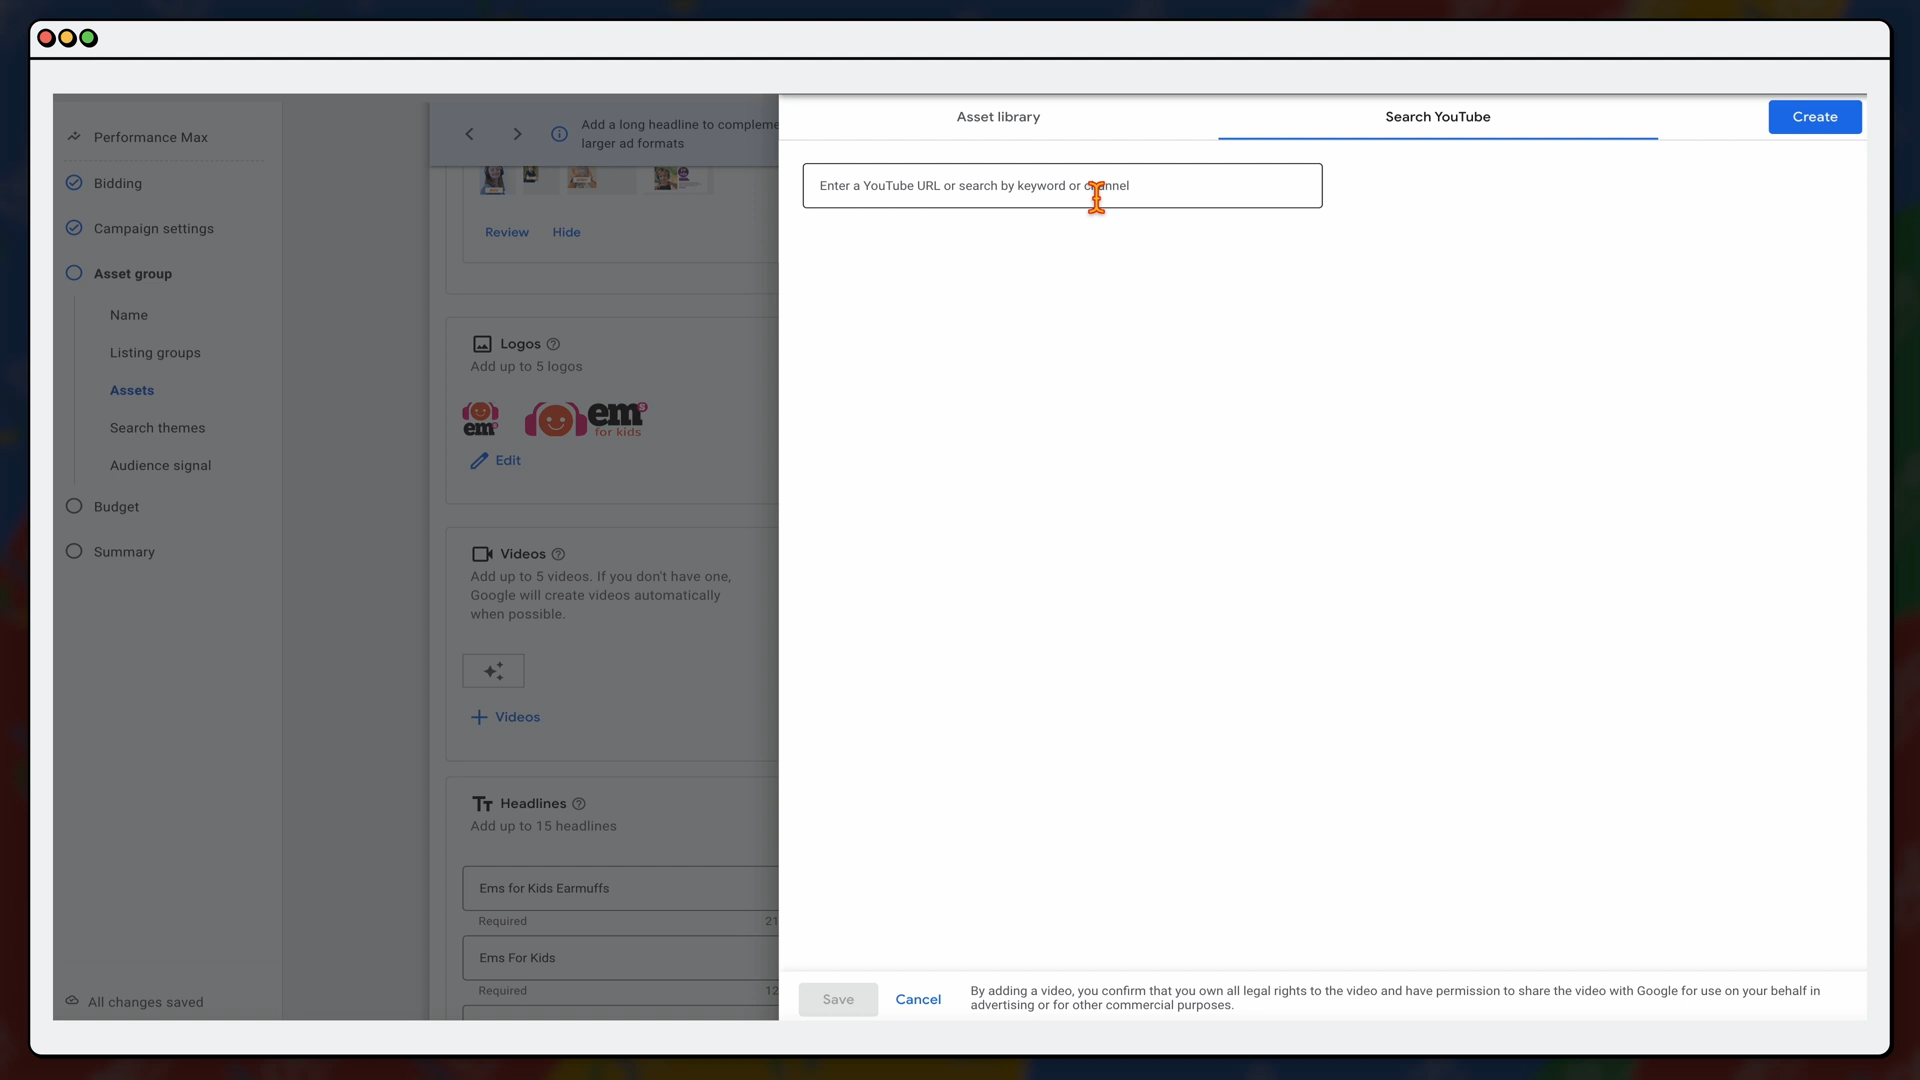 Performance Max
Bidding
Campaign settings
Asset group
Name
Listing groups
Assets
Search themes
Audience signal
Budget
Summary
All changes saved
Add a long headline to compleme
larger ad formats
Review Hide
Logos
Add up to 5 logos
em s
em s
for kids
Edit
Videos
Add up to 5 videos. If you don't have one,
Google will create videos automatically
when possible.
Videos
Headlines
Add up to 15 headlines
Ems for Kids Earmuffs
Required 21
Ems For Kids
Required 12
Asset library Search YouTube Create
Enter a YouTube URL or search by keyword or channel
Save Cancel
By adding a video, you confirm that you own all legal rights to the video and have permission to share the video with Google for use on your behalf in
advertising or for other commercial purposes.